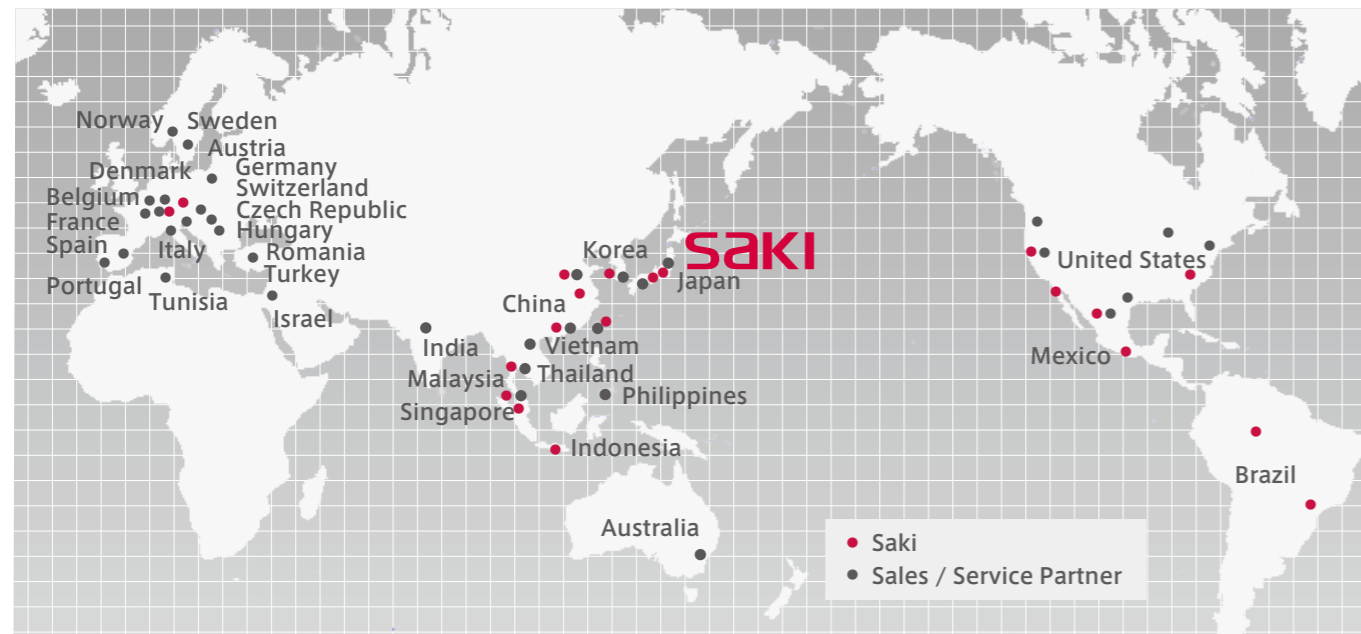 Norway
Sweden
Austria
Denmark
Germany
Switzerland
Belgium
Czech Republic
France
Hungary
Spain
Italy
Romania
Portugal
Turkey
Tunisia
Israel
Korea
saki
Japan
China
India
Vietnam
Malaysia
Thailand
Singapore
Philippines
Indonesia
Australia
United States
Mexico
Brazil
Saki
Sales / Service Partner